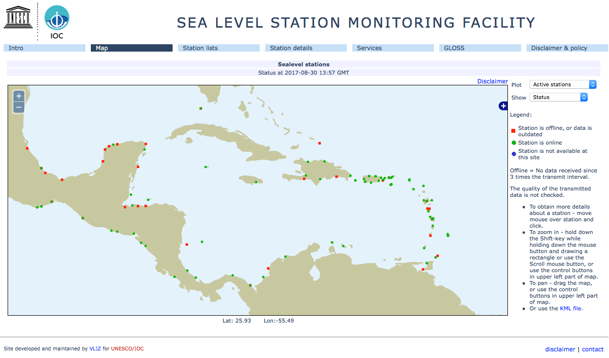 SEA LEVEL STATION MONITORING FACILITY
IOC
Intro
Map
Station lists
Station details
Services
GLOSS
Disclaimer & policy
Sealevel stations
Status at 2017-08-30 13:57 GMT
Disclaimer
Plot Active stations
Show Status
Legend:
Station is offline, or data is
outdated
Station is online
Station is not available at
this site
Offline = No data received since
3 times the transmit interval.
The quality of the transmitted
data is not checked.
To obtain more details
about a station - move
mouse over station and
click.
To zoom in - hold down
the Shift-key while
holding down the mouse
button and drawing a
rectangle or use the
Scroll mouse button, or
use the control buttons
in upper left part of map.
To pan - drag the map,
or use the control
buttons in upper left
part of map.
Or use the KML file.
Lat: 25.93 Lon:-55.49
Site developed and maintained by VLIZ for UNESCO/IOC
disclaimer | contact